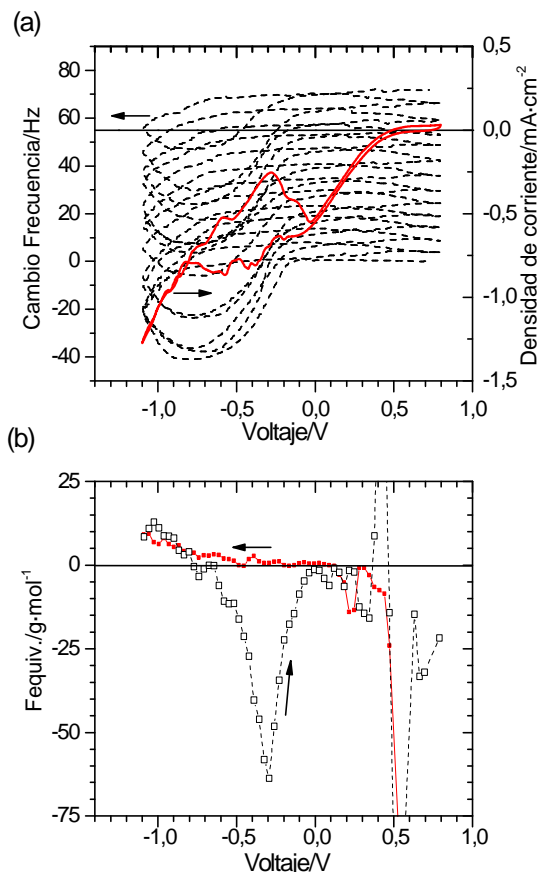 (a)
Cambio Frecuencia/Hz
80
60
40
20
0
-20
-40
0,5
0,0
-0,5
-1,0
-1,5
Densidad de corriente/mA·cm-2
-1,0 -0,5 0,0 0,5 1,0
Voltaje/V
(b)
Fequiv./g·mol-1
25
0
-25
-50
-75
-1,0 -0,5 0,0 0,5 1,0
Voltaje/V